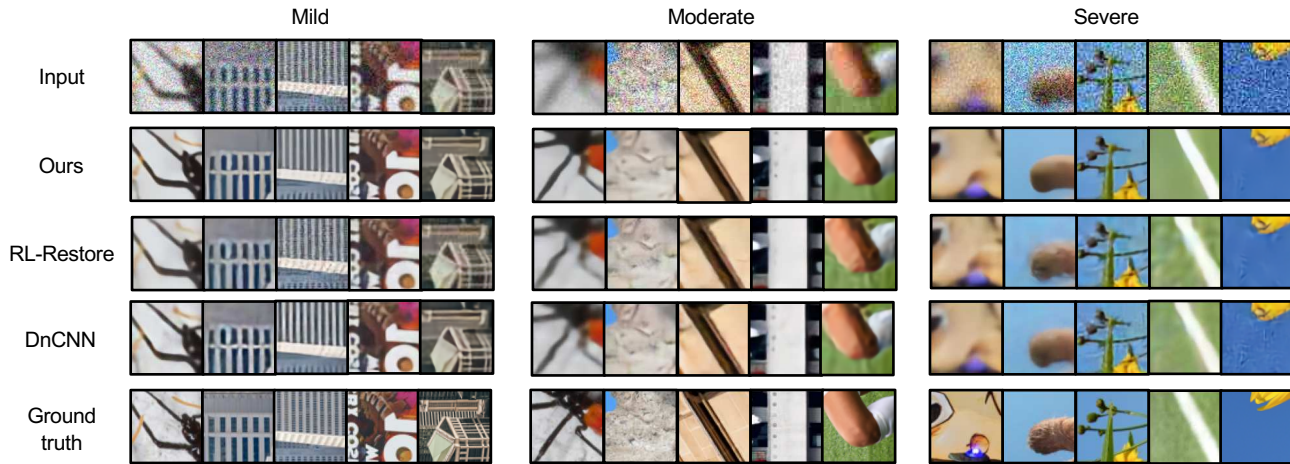 Mild Moderate Severe
Input
Ours
RL-Restore
DnCNN
Ground
truth